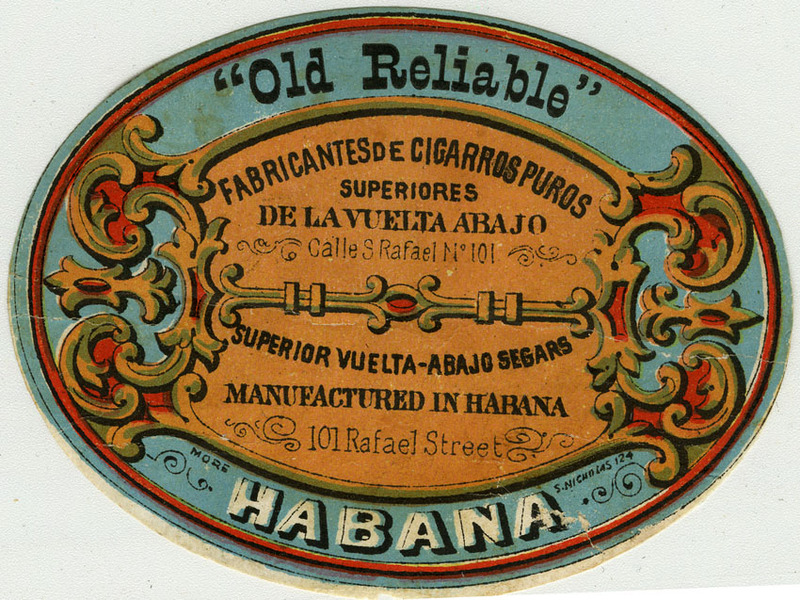 “Old Reliable”
FABRICANTES DE CIGARROS PUROS
SUPERIORES
DE LA VUELTA ABAJO
Calle S Rafael Nº 101
SUPERIOR VUELTA-ABAJO SEGARS
MANUFACTURED IN HABANA
101 Rafael Street
MORE
S. NICHOLAS 124
HABANA